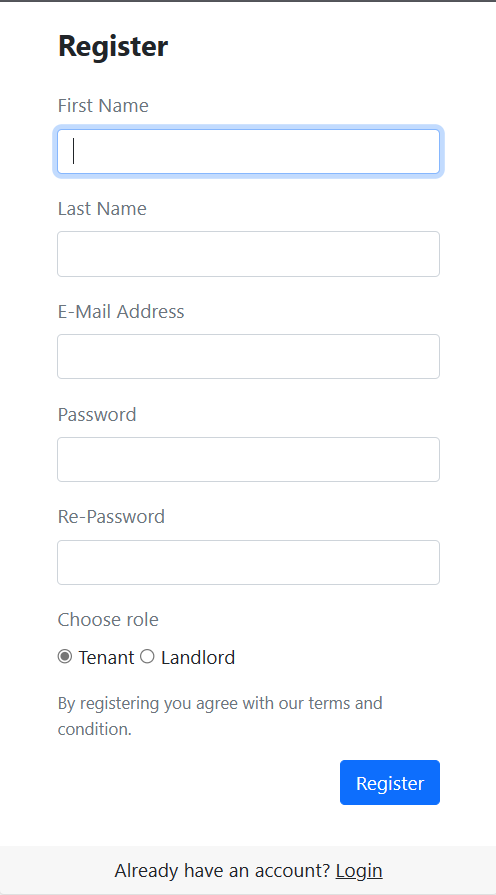 Register
First Name
Last Name
E-Mail Address
Password
Re-Password
Choose role
Tenant Landlord
By registering you agree with our terms and
condition.
Register
Already have an account? Login